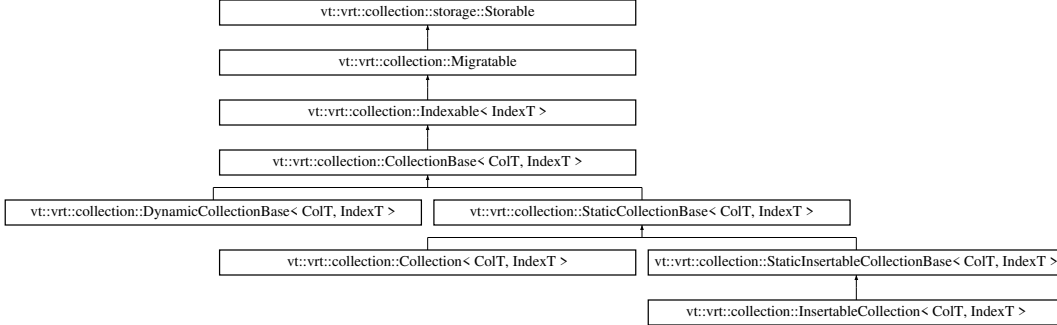 vt::vrt::collection::storage::Storable
vt::vrt::collection::Migratable
vt::vrt::collection::Indexable< IndexT >
vt::vrt::collection::CollectionBase< ColT, IndexT >
vt::vrt::collection::DynamicCollectionBase< ColT, IndexT >
vt::vrt::collection::StaticCollectionBase< ColT, IndexT >
vt::vrt::collection::Collection< ColT, IndexT >
vt::vrt::collection::StaticInsertableCollectionBase< ColT, IndexT >
vt::vrt::collection::InsertableCollection< ColT, IndexT >